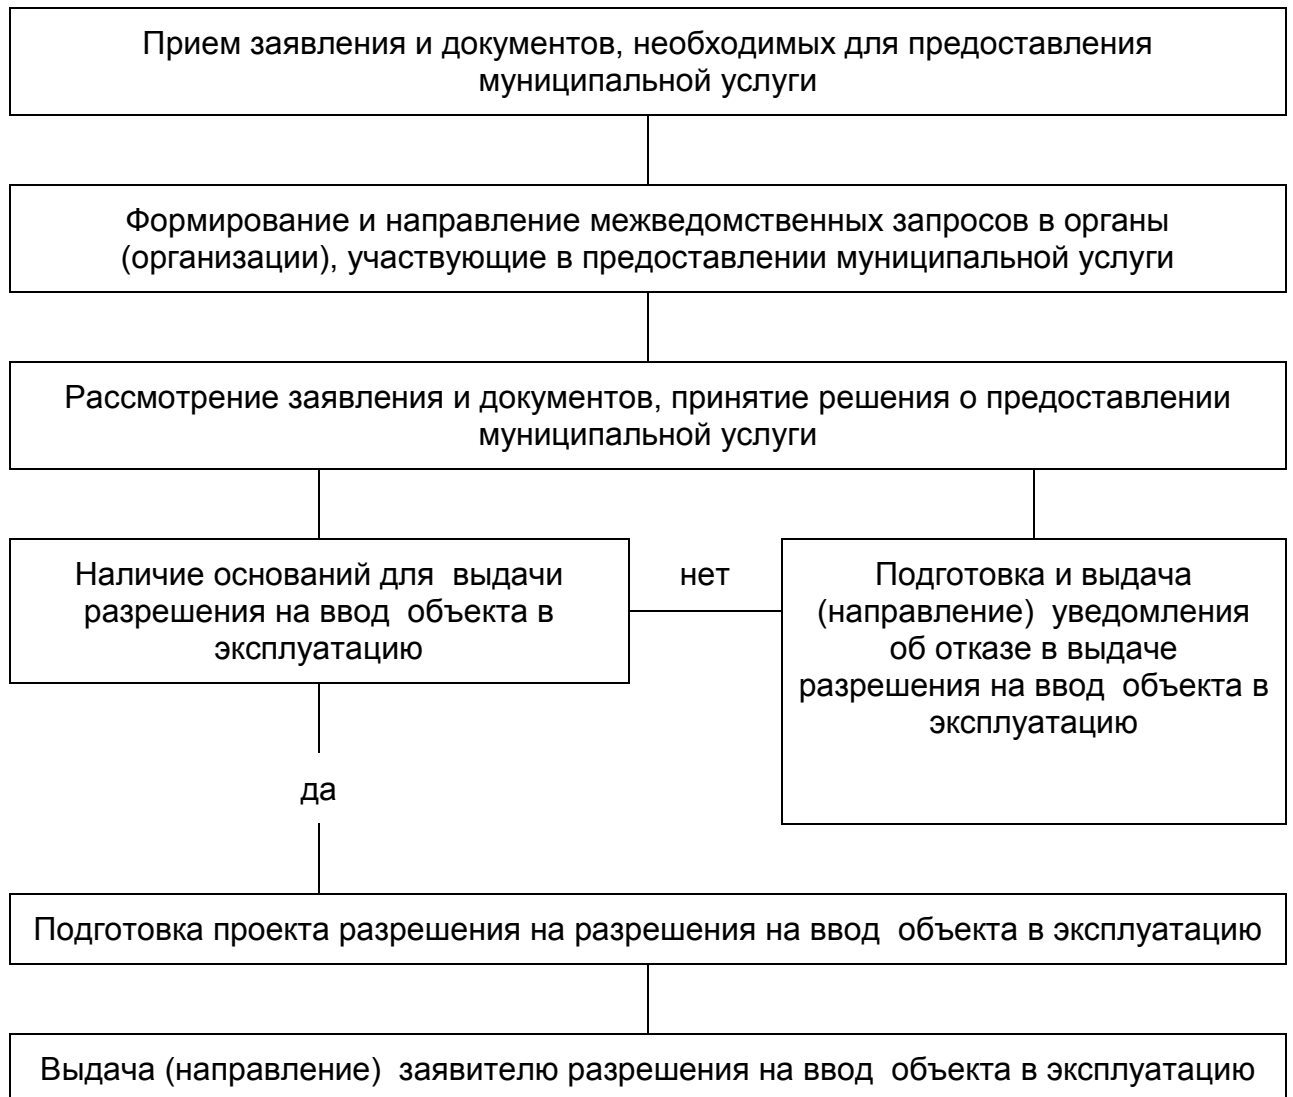 Прием заявления и документов, необходимых для предоставления
муниципальной услуги
Формирование и направление межведомственных запросов в органы
(организации), участвующие в предоставлении муниципальной услуги
Рассмотрение заявления и документов, принятие решения о предоставлении
муниципальной услуги
Наличие оснований для  выдачи
разрешения на ввод  объекта в
эксплуатацию
нет
Подготовка и выдача
(направление)  уведомления
об отказе в выдаче
разрешения на ввод  объекта в
эксплуатацию
да
Подготовка проекта разрешения на разрешения на ввод  объекта в эксплуатацию
Выдача (направление)  заявителю разрешения на ввод  объекта в эксплуатацию